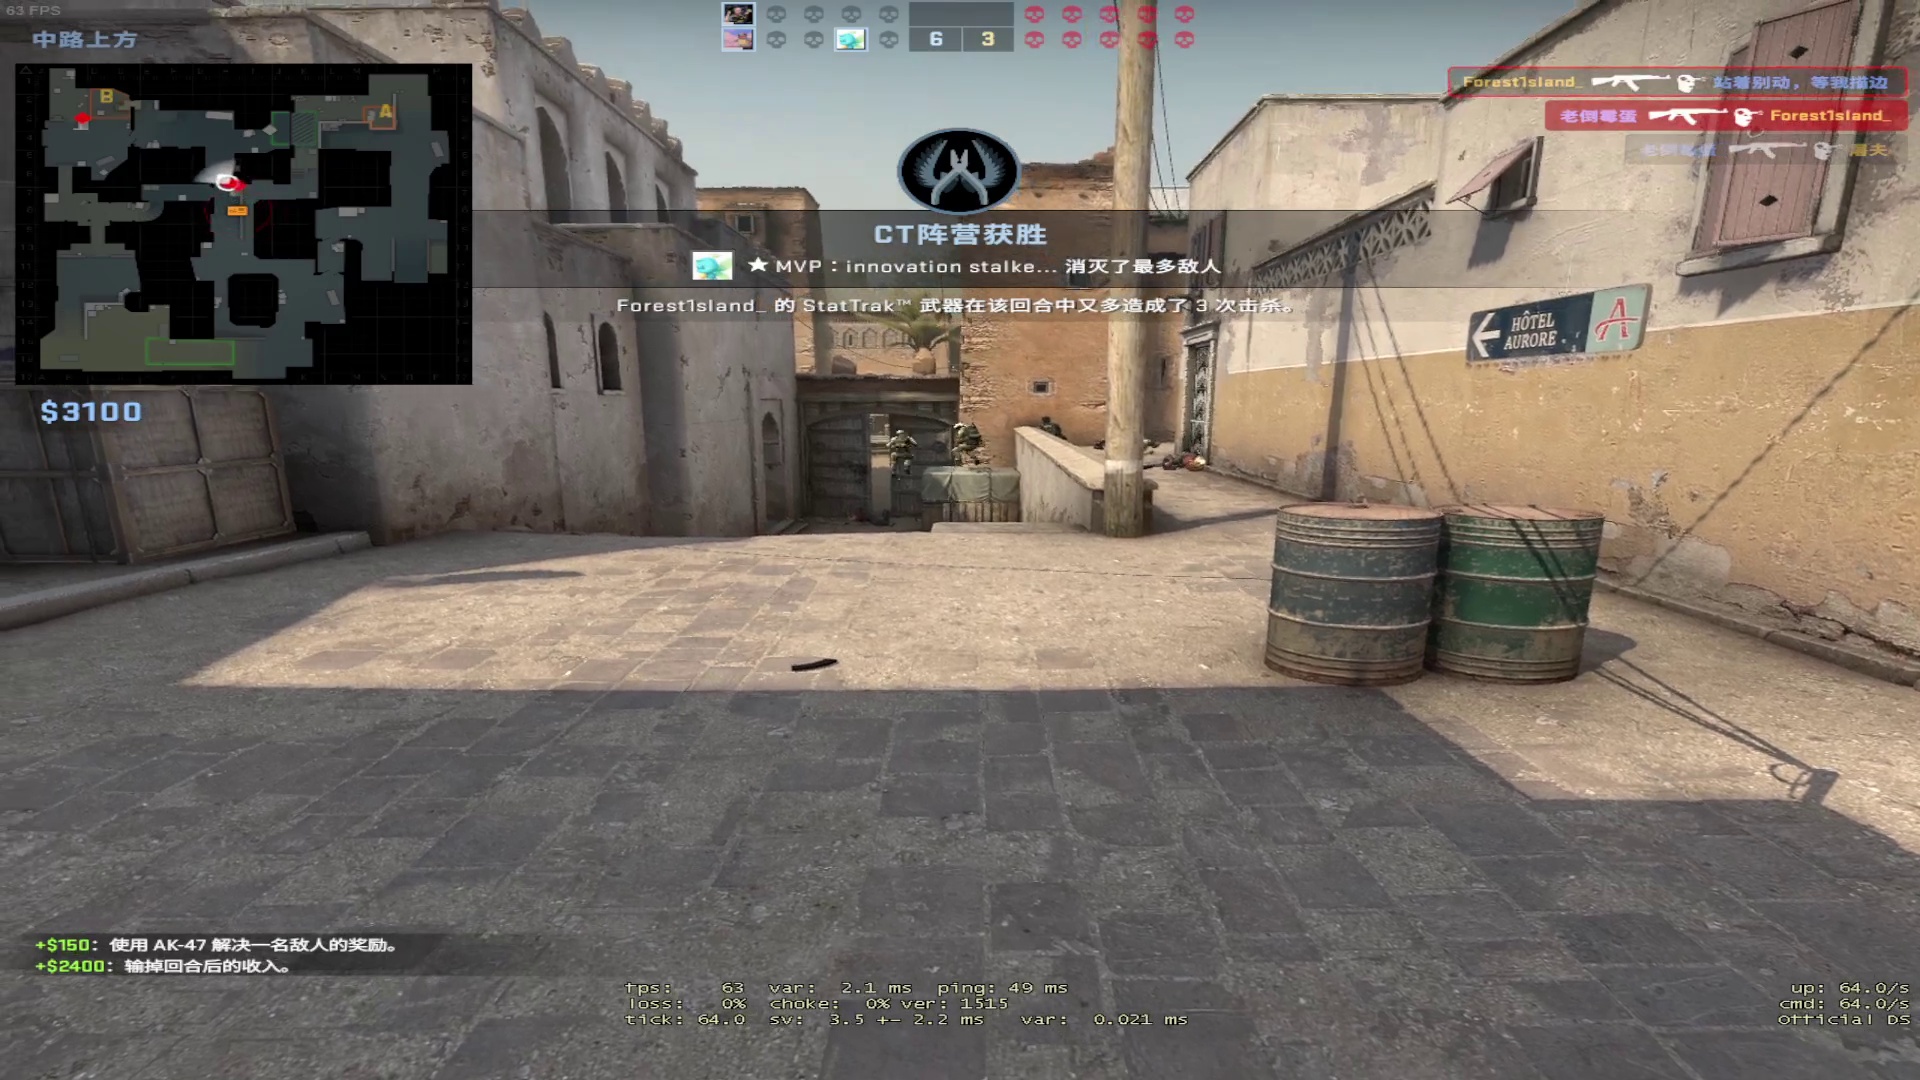 63 FPS
中路上方
6 3
B
A
$3100
Forest1sland_ 站着别动，等我描边
老倒霉蛋 Forest1sland_
屠夫
CT阵营获胜
★ MVP：innovation stalke... 消灭了最多敌人
Forest1sland_ 的 StatTrak™ 武器在该回合中又多造成了 3 次击杀。
HÔTEL
AURORE
A
+$150：使用 AK-47 解决一名敌人的奖励。
+$2400：输掉回合后的收入。
fps: 63 var: 2.1 ms ping: 49 ms
loss: 0% choke: 0% ver: 1515
tick: 64.0 sv: 3.5 +- 2.2 ms var: 0.021 ms
up: 64.0/s
cmd: 64.0/s
Official DS